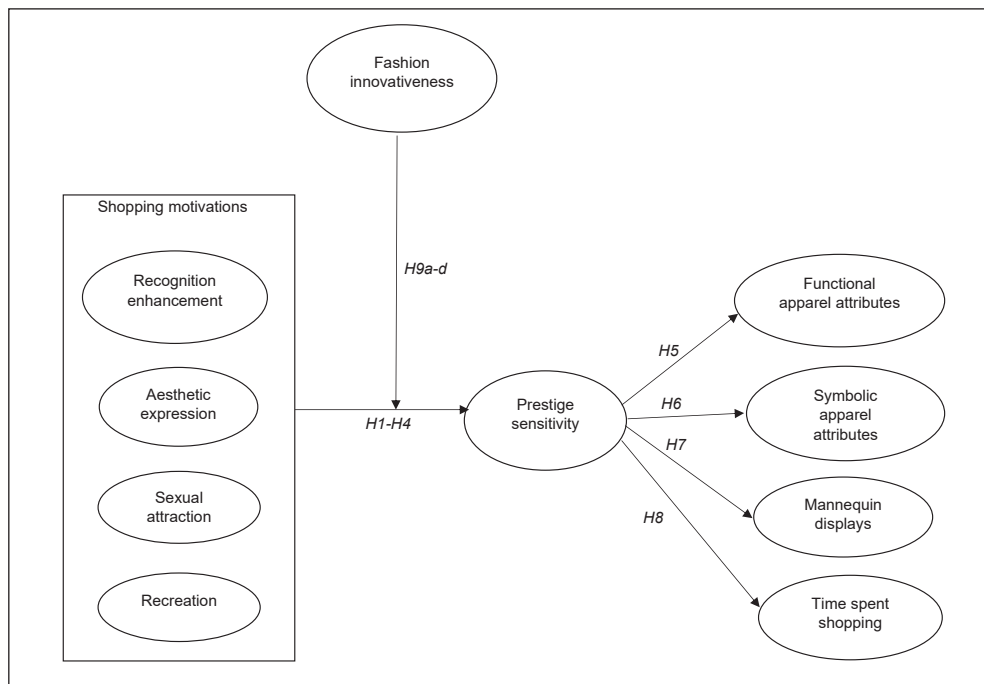 Fashion
innovativeness
Shopping motivations
Recognition
enhancement
Aesthetic
expression
Sexual
attraction
Recreation
H9a-d
H1-H4
Prestige
sensitivity
H5
H6
H7
H8
Functional
apparel attributes
Symbolic
apparel
attributes
Mannequin
displays
Time spent
shopping